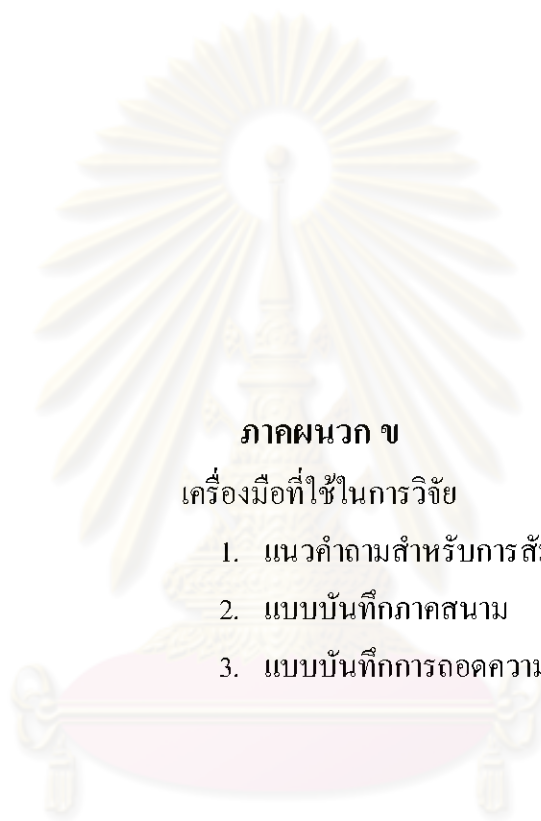 ภาคผนวก ข
เครื่องมือที่ใช้ในการวิจัย
1. แนวคำถามสำหรับการ
2. แบบบันทึกภาคสนาม
3. แบบบันทึกการถอดความ